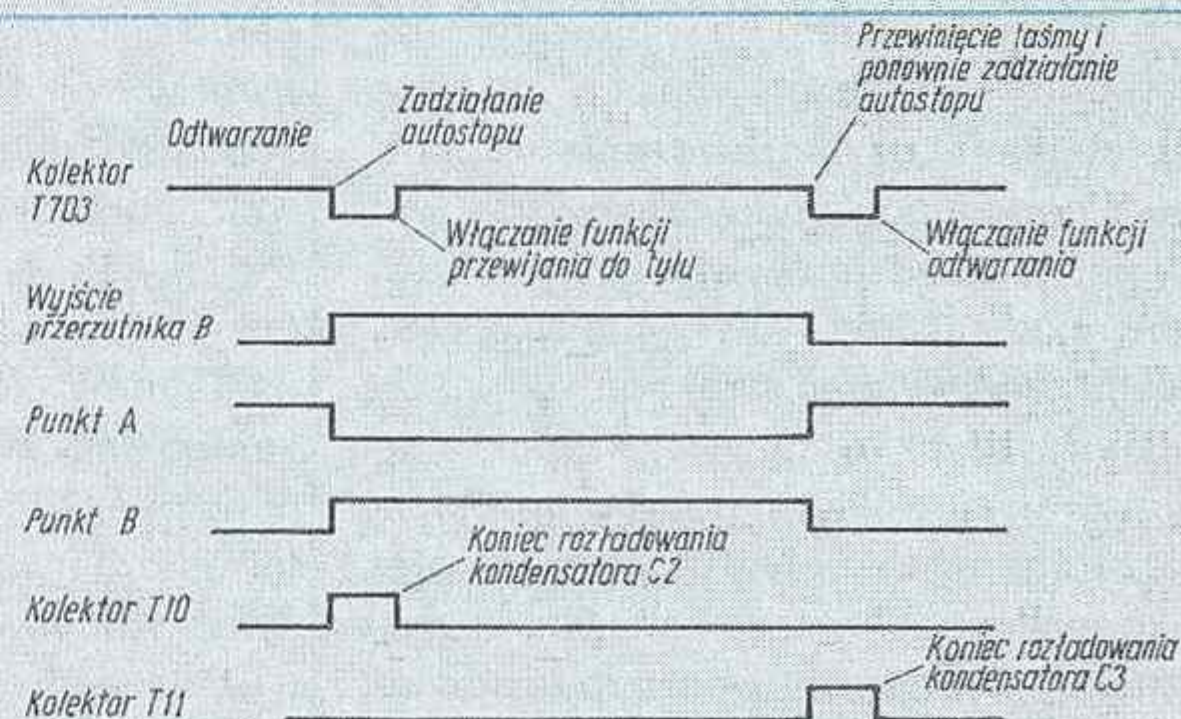 Przewinięcie taśmy i
ponownie zadziałanie
autostopu
Zadziałanie
autostopu
Odtwarzanie
Kolektor
T703
Włączanie funkcji
przewijania do tyłu
Włączanie funkcji
odtwarzania
Wyjście
przerzutnika B
Punkt A
Punkt B
Koniec rozładowania
kondensatora C2
Kolektor T10
Koniec rozładowania
kondensatora C3
Kolektor T11